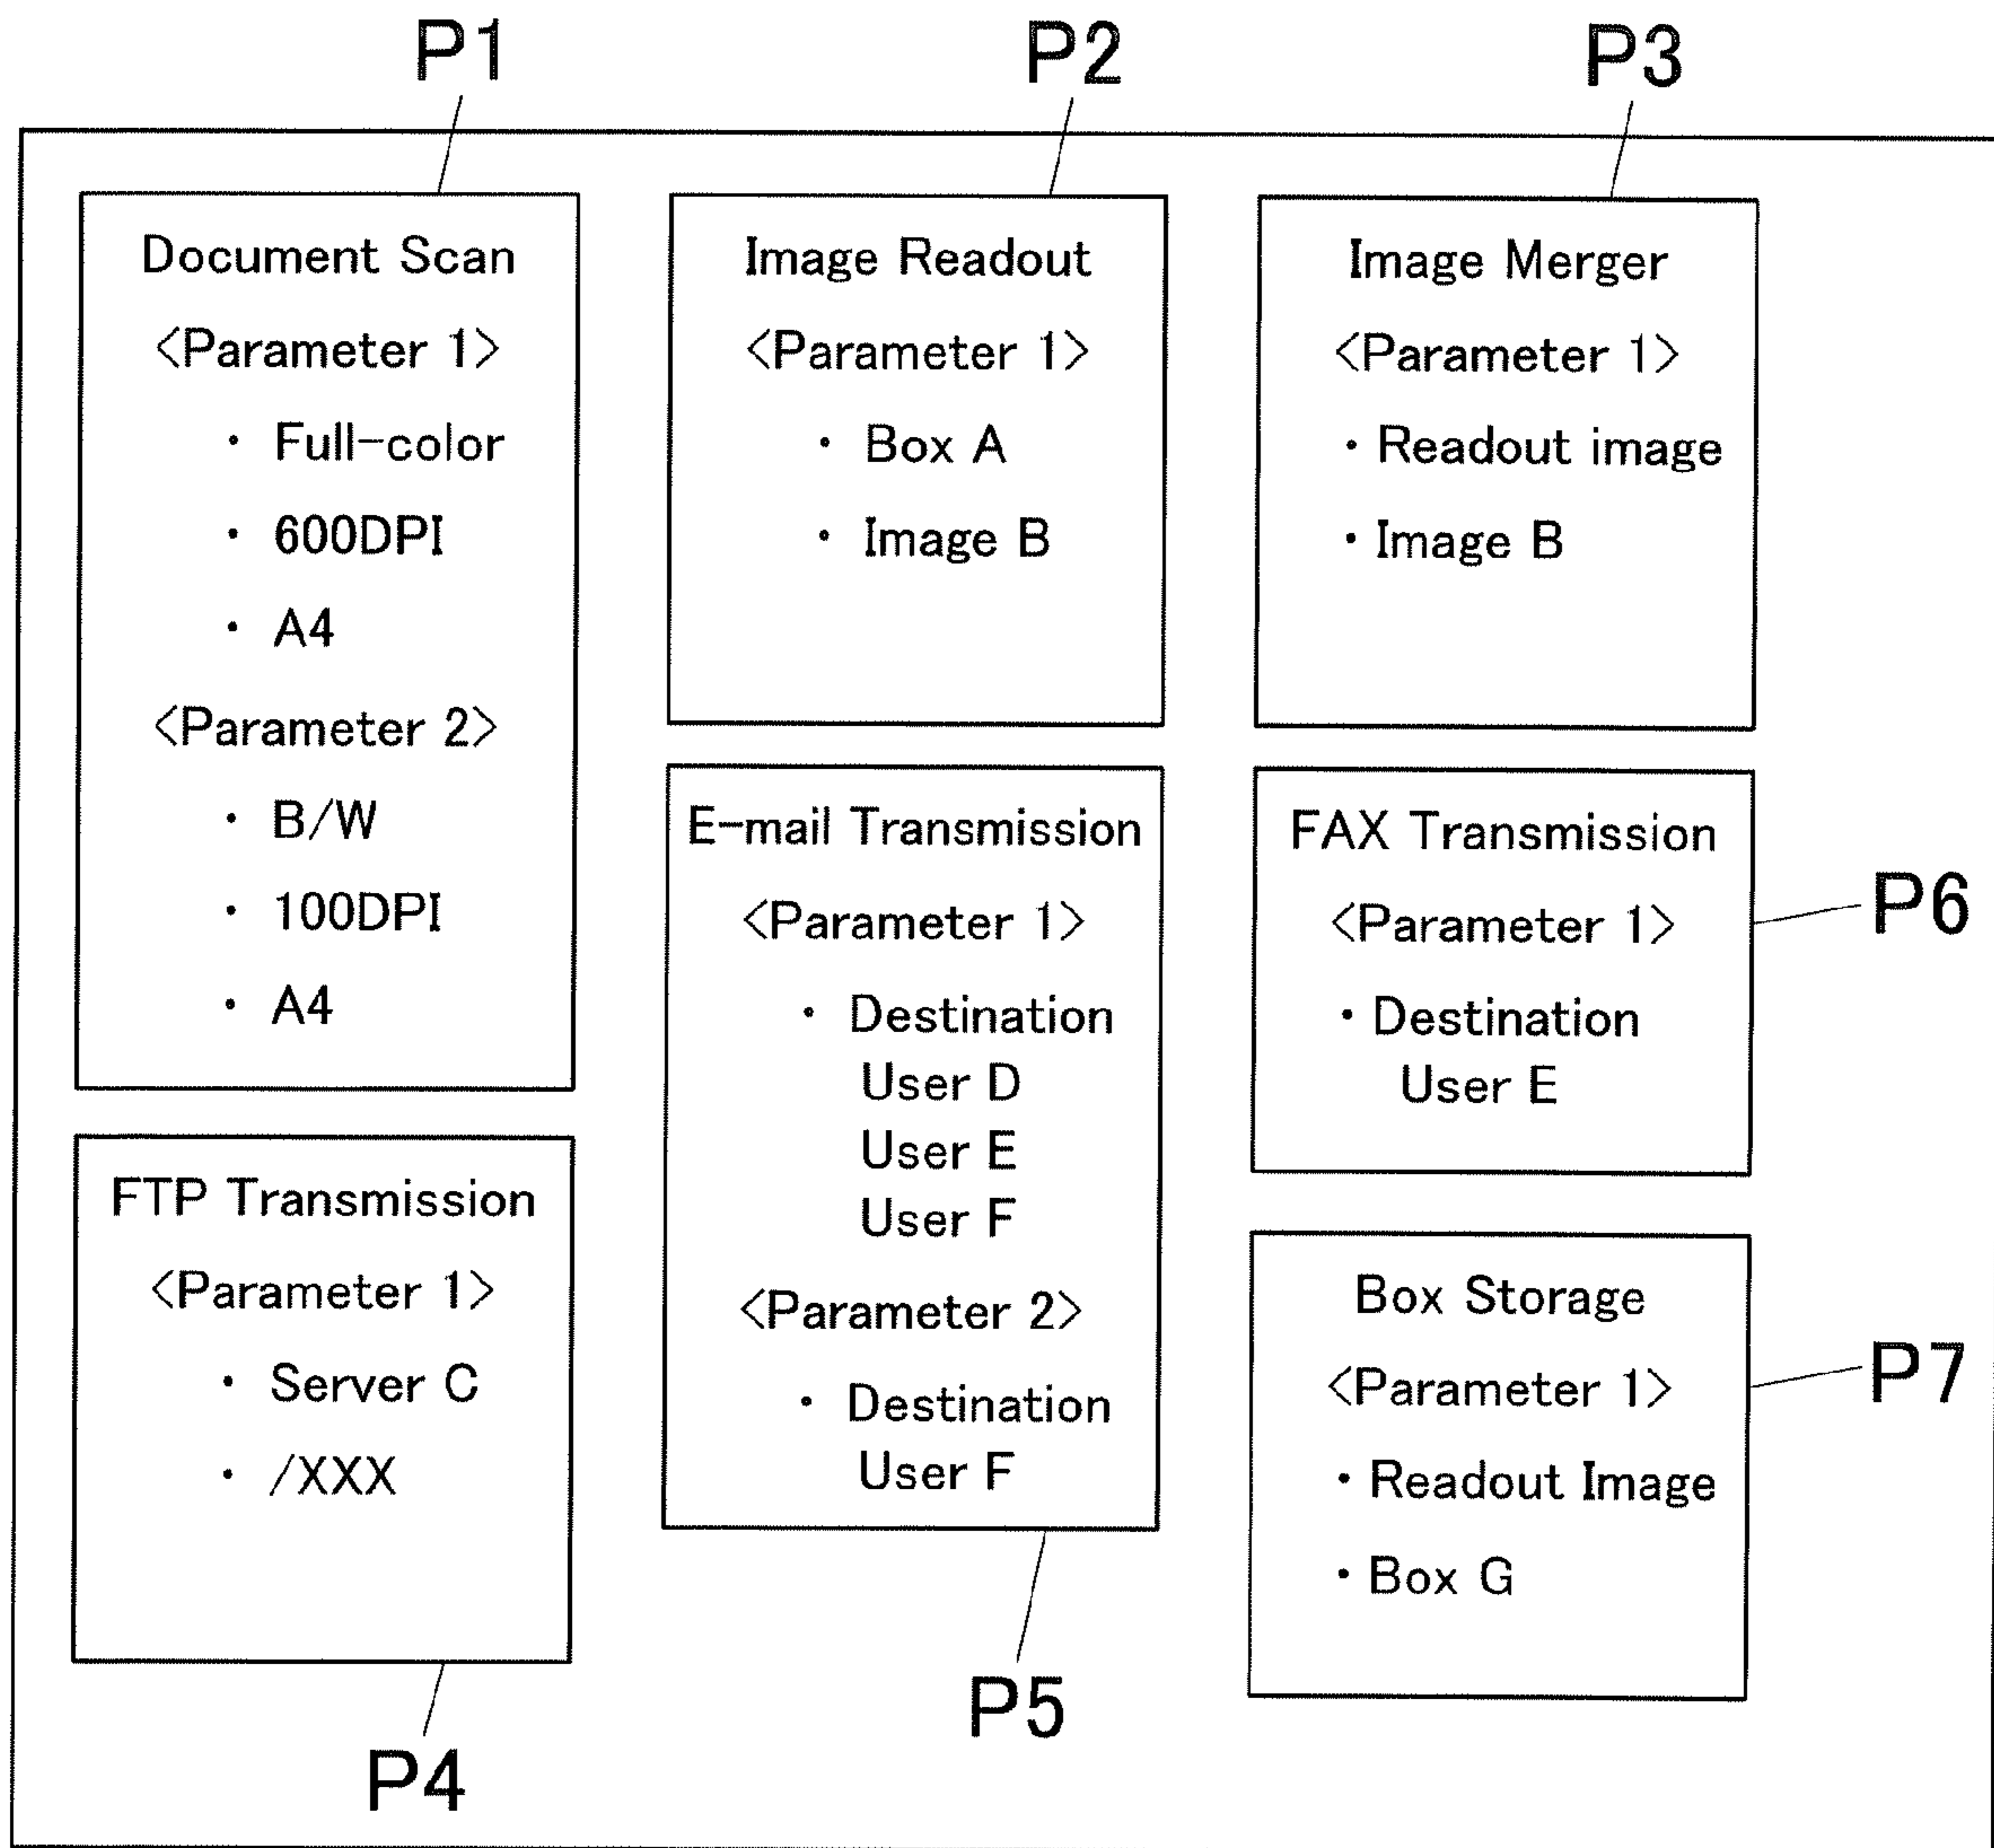 P1
P2
P3
Document Scan
<Parameter 1>
・ Full-color
・ 600DPI
・ A4
<Parameter 2>
・ B/W
・ 100DPI
・ A4
Image Readout
<Parameter 1>
・ Box A
・ Image B
Image Merger
<Parameter 1>
・Readout image
・Image B
FTP Transmission
<Parameter 1>
・ Server C
・ /XXX
P4
E-mail Transmission
<Parameter 1>
・ Destination
User D
User E
User F
<Parameter 2>
・ Destination
User F
P5
FAX Transmission
<Parameter 1>
・Destination
User E
P6
Box Storage
<Parameter 1>
・Readout Image
・Box G
P7